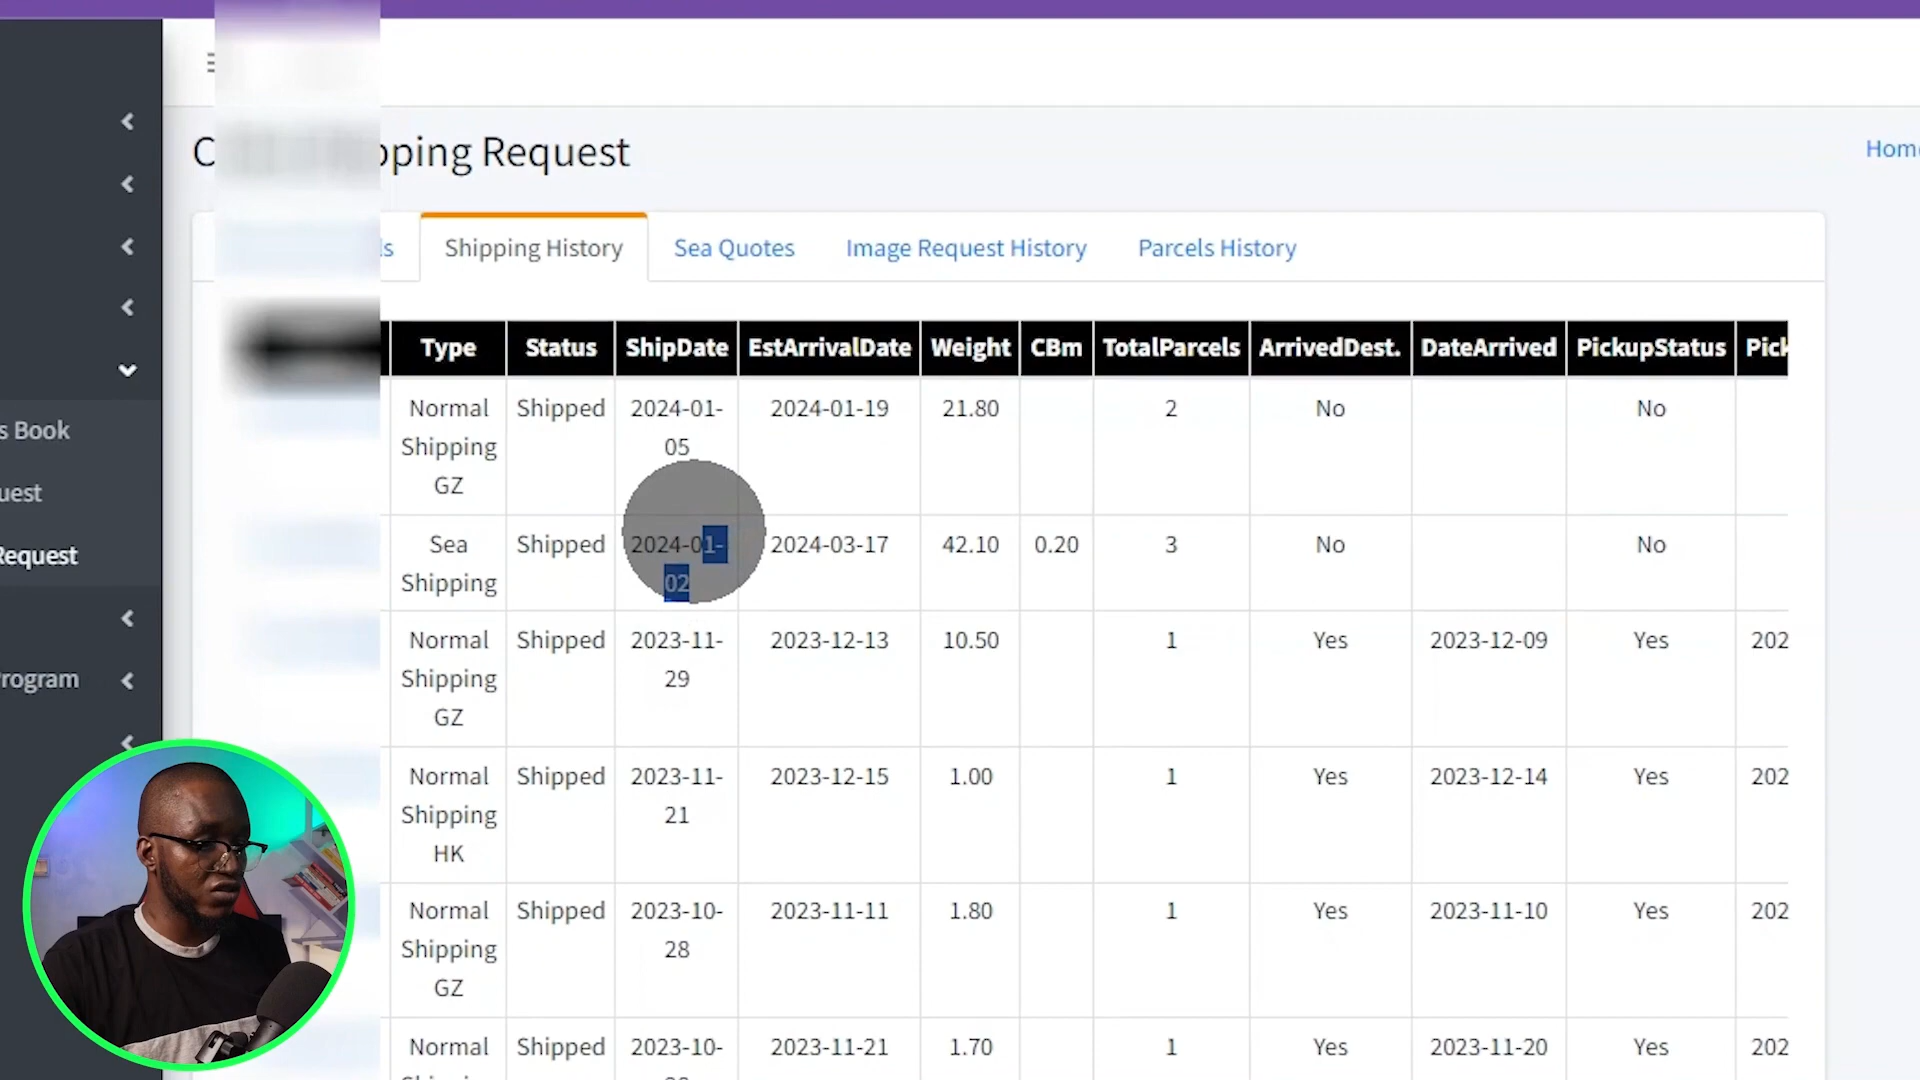 pping Request
Home
Shipping History Sea Quotes Image Request History Parcels History
Type Status ShipDate EstArrivalDate Weight CBm TotalParcels ArrivedDest. DateArrived PickupStatus Pick
Normal Shipped 2024-01- 2024-01-19 21.80 2 No No
Shipping 05
GZ
s Book
uest
Request
Sea Shipped 2024-01- 2024-03-17 42.10 0.20 3 No No
Shipping 02
Normal Shipped 2023-11- 2023-12-13 10.50 1 Yes 2023-12-09 Yes 202
Shipping 29
GZ
rogram
Normal Shipped 2023-11- 2023-12-15 1.00 1 Yes 2023-12-14 Yes 202
Shipping 21
HK
Normal Shipped 2023-10- 2023-11-11 1.80 1 Yes 2023-11-10 Yes 202
Shipping 28
GZ
Normal Shipped 2023-10- 2023-11-21 1.70 1 Yes 2023-11-20 Yes 202